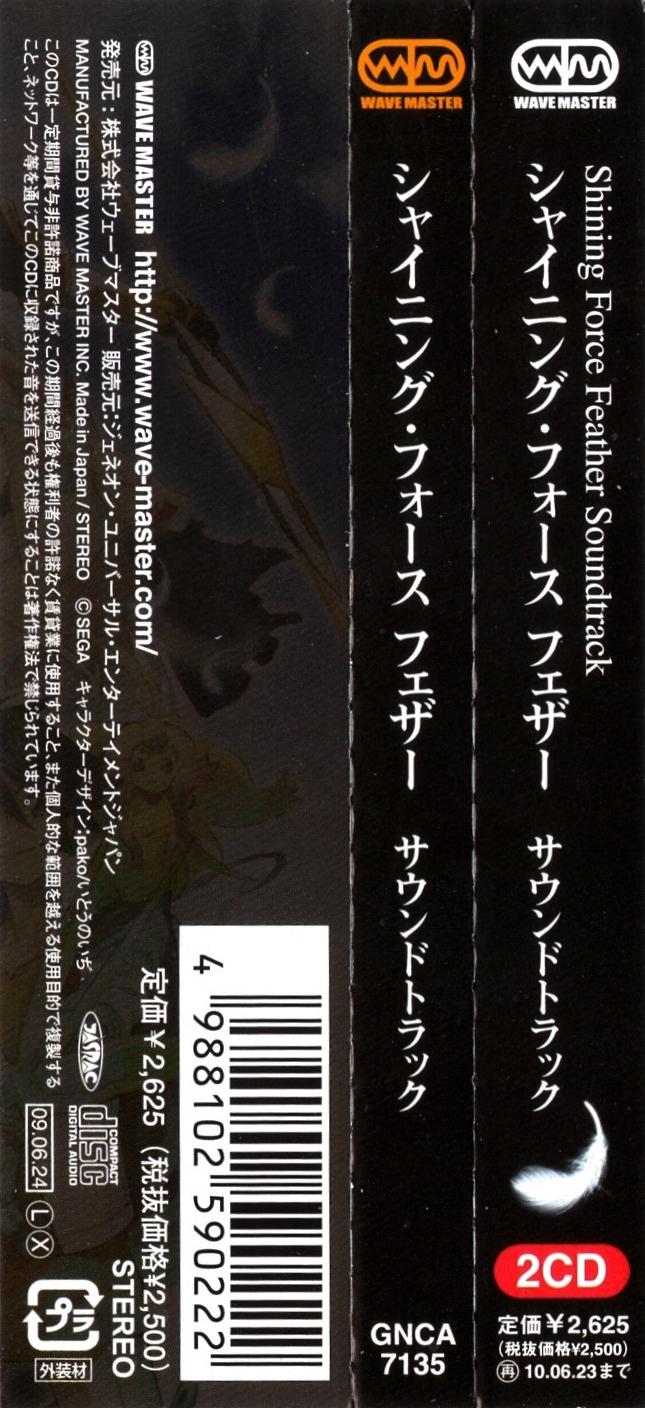 WAVE MASTER
Shining Force Feather Soundtrack
シャイニング・フォース フェザー サウンドトラック
2CD
定価¥2,625
(税抜価格¥2,500)
再 10.06.23まで
WAVE MASTER
シャイニング・フォース フェザー サウンドトラック
GNCA
7135
WAVE MASTER http://www.wave-master.com/
発売元:株式会社ウェーブマスター 販売元:ジェネオン・ユニバーサル・エンターテイメントジャパン
MANUFACTURED BY WAVE MASTER INC. Made in Japan / STEREO ©SEGA キャラクターデザイン:pako/いとうのいぢ
このCDは一定期間貸与非許諾商品ですが、この期間経過後も権利者の許諾なく賃貸業に使用すること、また個人的な範囲を越える使用目的で複製する
こと、ネットワーク等を通じてこのCDに収録された音を送信できる状態にすることは著作権法で禁じられています。
4 988102 590222
定価¥2,625(税抜価格¥2,500)
STEREO
JASRAC
COMPACT
disc
DIGITAL AUDIO
09.06.24 L X
プラ
外装材